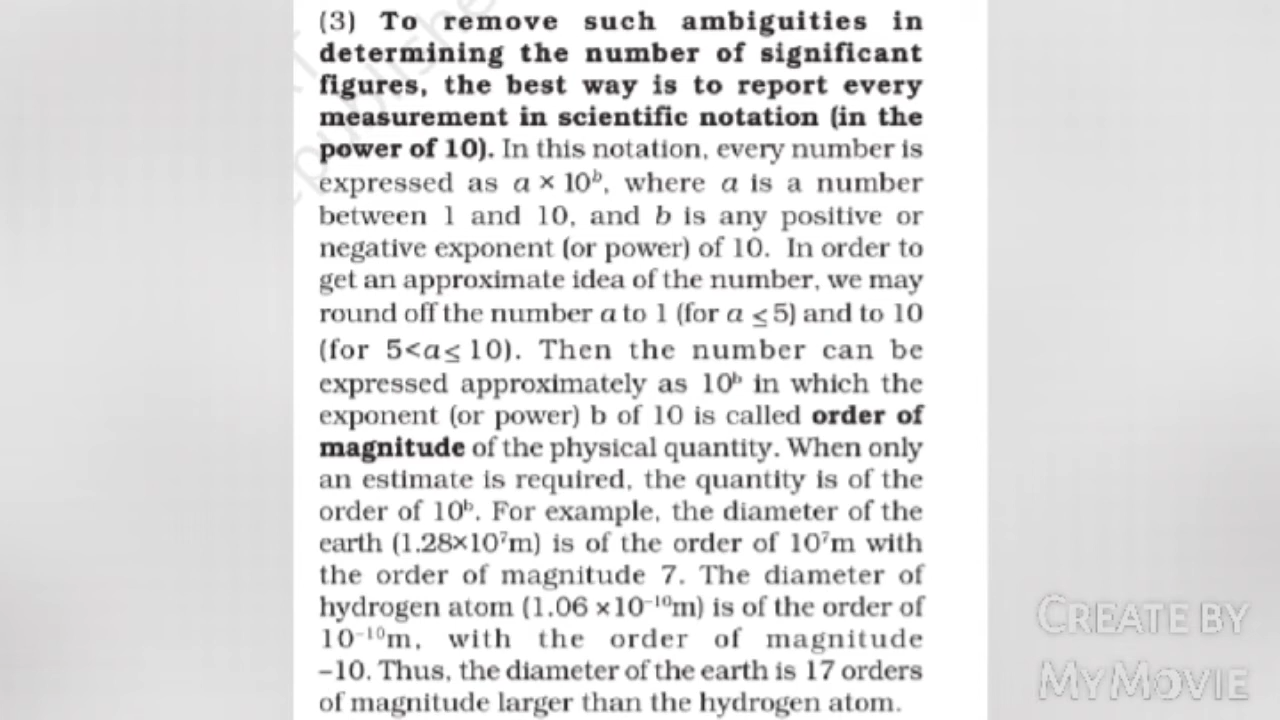 (3) To remove such ambiguities in
determining the number of significant
figures, the best way is to report every
measurement in scientific notation (in the
power of 10). In this notation, every number is
expressed as a × 10ᵇ, where a is a number
between 1 and 10, and b is any positive or
negative exponent (or power) of 10. In order to
get an approximate idea of the number, we may
round off the number a to 1 (for a ≤ 5) and to 10
(for 5<a≤ 10). Then the number can be
expressed approximately as 10ᵇ in which the
exponent (or power) b of 10 is called order of
magnitude of the physical quantity. When only
an estimate is required, the quantity is of the
order of 10ᵇ. For example, the diameter of the
earth (1.28×10⁷m) is of the order of 10⁷m with
the order of magnitude 7. The diameter of
hydrogen atom (1.06 ×10⁻¹⁰m) is of the order of
10⁻¹⁰m, with the order of magnitude
–10. Thus, the diameter of the earth is 17 orders
of magnitude larger than the hydrogen atom.
CREATE BY
MYMOVIE